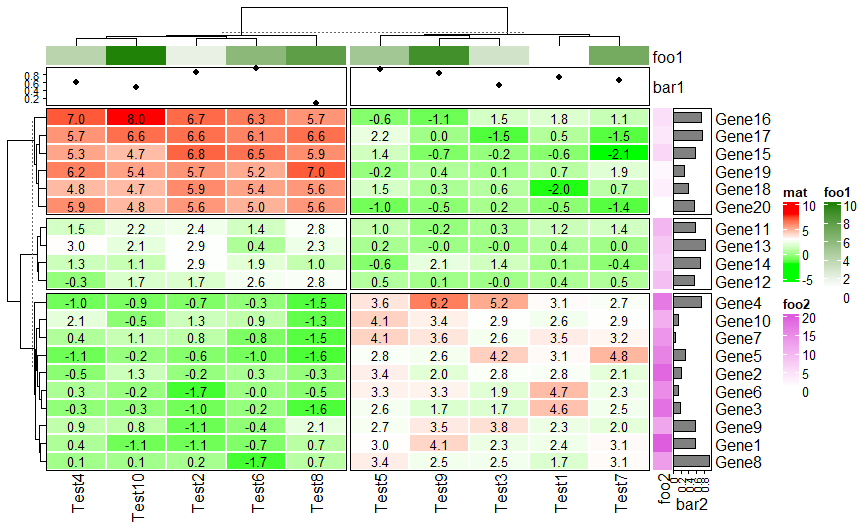 foo1
0.8
0.6
0.4
0.2
bar1
7.0 8.0 6.7 6.3 5.7 -0.6 -1.1 1.5 1.8 1.1 Gene16
5.7 6.6 6.6 6.1 6.6 2.2 0.0 -1.5 0.5 -1.5 Gene17
5.3 4.7 6.8 6.5 5.9 1.4 -0.7 -0.2 -0.6 -2.1 Gene15
6.2 5.4 5.7 5.2 7.0 -0.2 0.4 0.1 0.7 1.9 Gene19
4.8 4.7 5.9 5.4 5.6 1.5 0.3 0.6 -2.0 0.7 Gene18
5.9 4.8 5.6 5.0 5.6 -1.0 -0.5 0.2 -0.5 -1.4 Gene20
1.5 2.2 2.4 1.4 2.8 1.0 -0.2 0.3 1.2 1.4 Gene11
3.0 2.1 2.9 0.4 2.3 0.2 -0.0 -0.0 0.4 0.0 Gene13
1.3 1.1 2.9 1.9 1.0 -0.6 2.1 1.4 0.1 -0.4 Gene14
-0.3 1.7 1.7 2.6 2.8 0.5 0.1 -0.0 0.4 0.5 Gene12
-1.0 -0.9 -0.7 -0.3 -1.5 3.6 6.2 5.2 3.1 2.7 Gene4
2.1 -0.5 1.3 0.9 -1.3 4.1 3.4 2.9 2.6 2.9 Gene10
0.4 1.1 0.8 -0.8 -1.5 4.1 3.6 2.6 3.5 3.2 Gene7
-1.1 -0.2 -0.6 -1.0 -1.6 2.8 2.6 4.2 3.1 4.8 Gene5
-0.5 1.3 -0.2 0.3 -0.3 3.4 2.0 2.8 2.8 2.1 Gene2
0.3 -0.2 -1.7 -0.0 -0.5 3.3 3.3 1.9 4.7 2.3 Gene6
-0.3 -0.3 -1.0 -0.2 -1.6 2.6 1.7 1.7 4.6 2.5 Gene3
0.9 0.8 -1.1 -0.4 2.1 2.7 3.5 3.8 2.3 2.0 Gene9
0.4 -1.1 -1.1 -0.7 0.7 3.0 4.1 2.3 2.4 3.1 Gene1
0.1 0.1 0.2 -1.7 0.7 3.4 2.5 2.5 1.7 3.1 Gene8
Test4 Test10 Test2 Test6 Test8 Test5 Test9 Test3 Test1 Test7 foo2
0 0.2 0.4 0.6 0.8
bar2
mat
10
5
0
-5
foo1
10
8
6
4
2
0
foo2
20
15
10
5
0